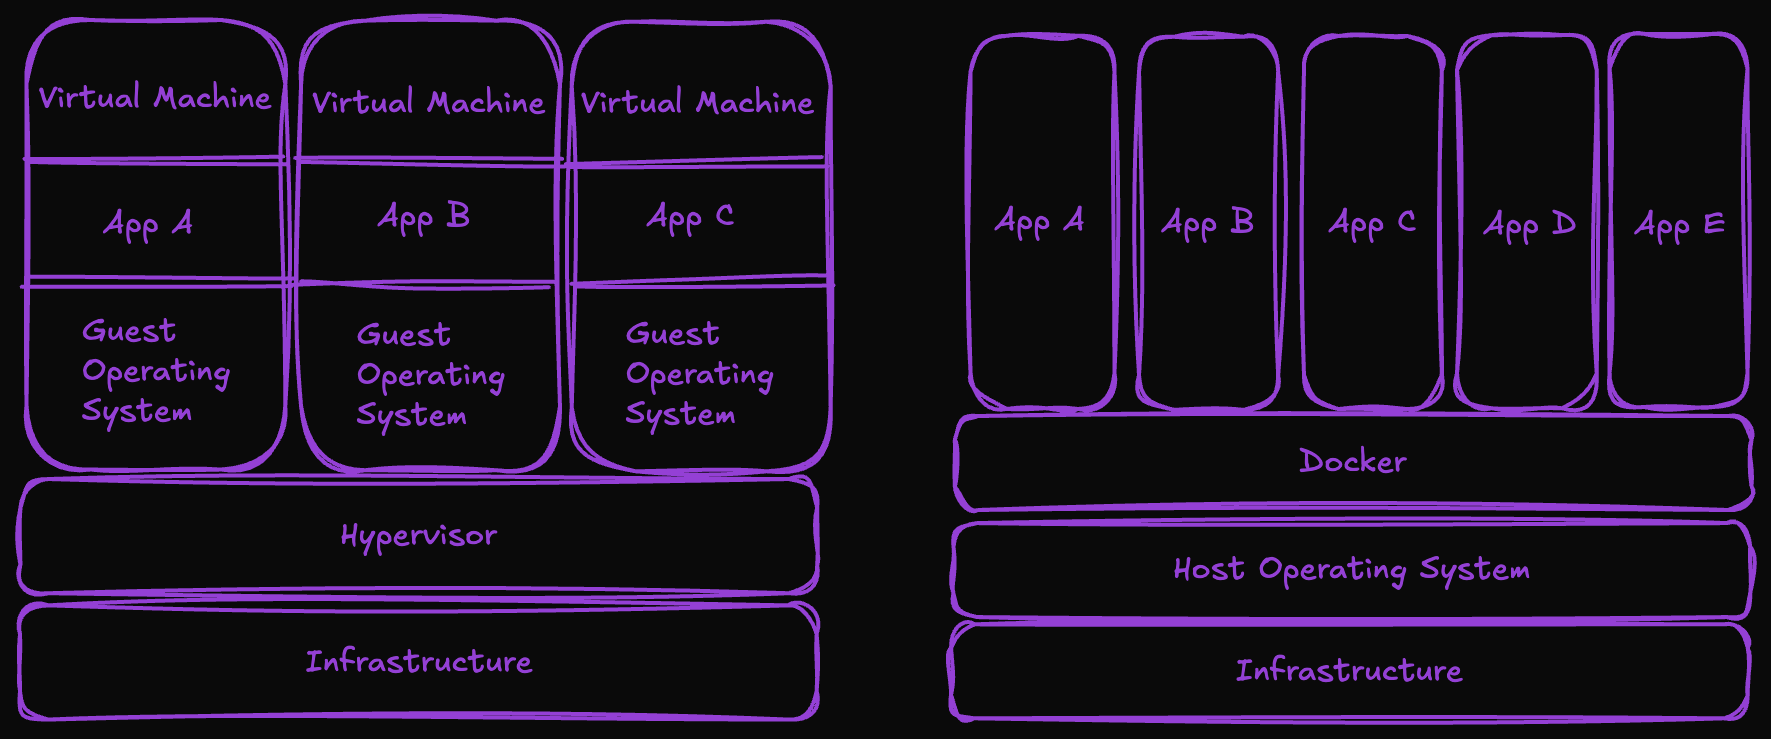 Virtual Machine
Virtual Machine
Virtual Machine
App A
App B
App C
Guest
Operating
System
Guest
Operating
System
Guest
Operating
System
Hypervisor
Infrastructure
App A
App B
App C
App D
App E
Docker
Host Operating System
Infrastructure